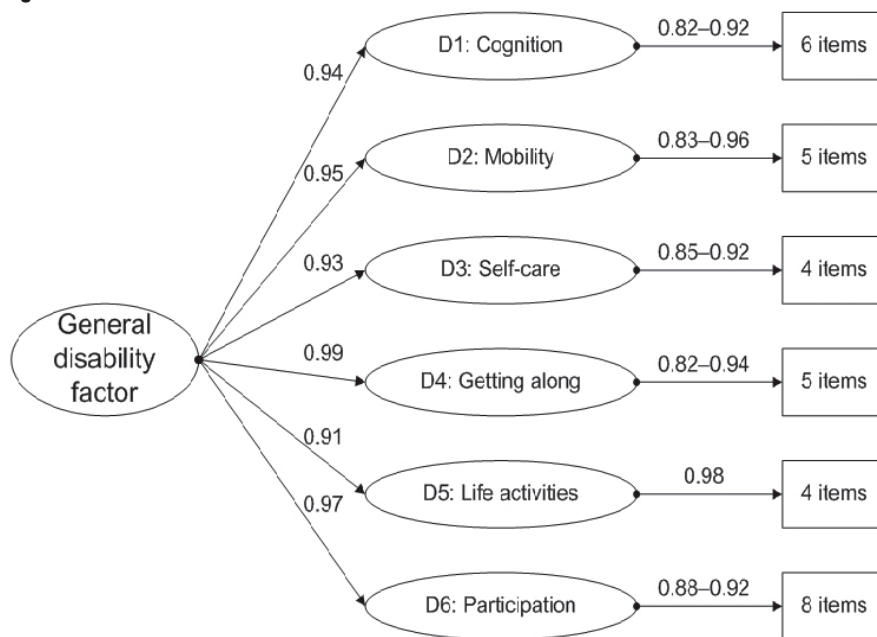 0.94
D1: Cognition
0.82–0.92
6 items
0.95
D2: Mobility
0.83–0.96
5 items
0.93
D3: Self-care
0.85–0.92
4 items
General
disability
factor
0.99
D4: Getting along
0.82–0.94
5 items
0.91
D5: Life activities
0.98
4 items
0.97
D6: Participation
0.88–0.92
8 items